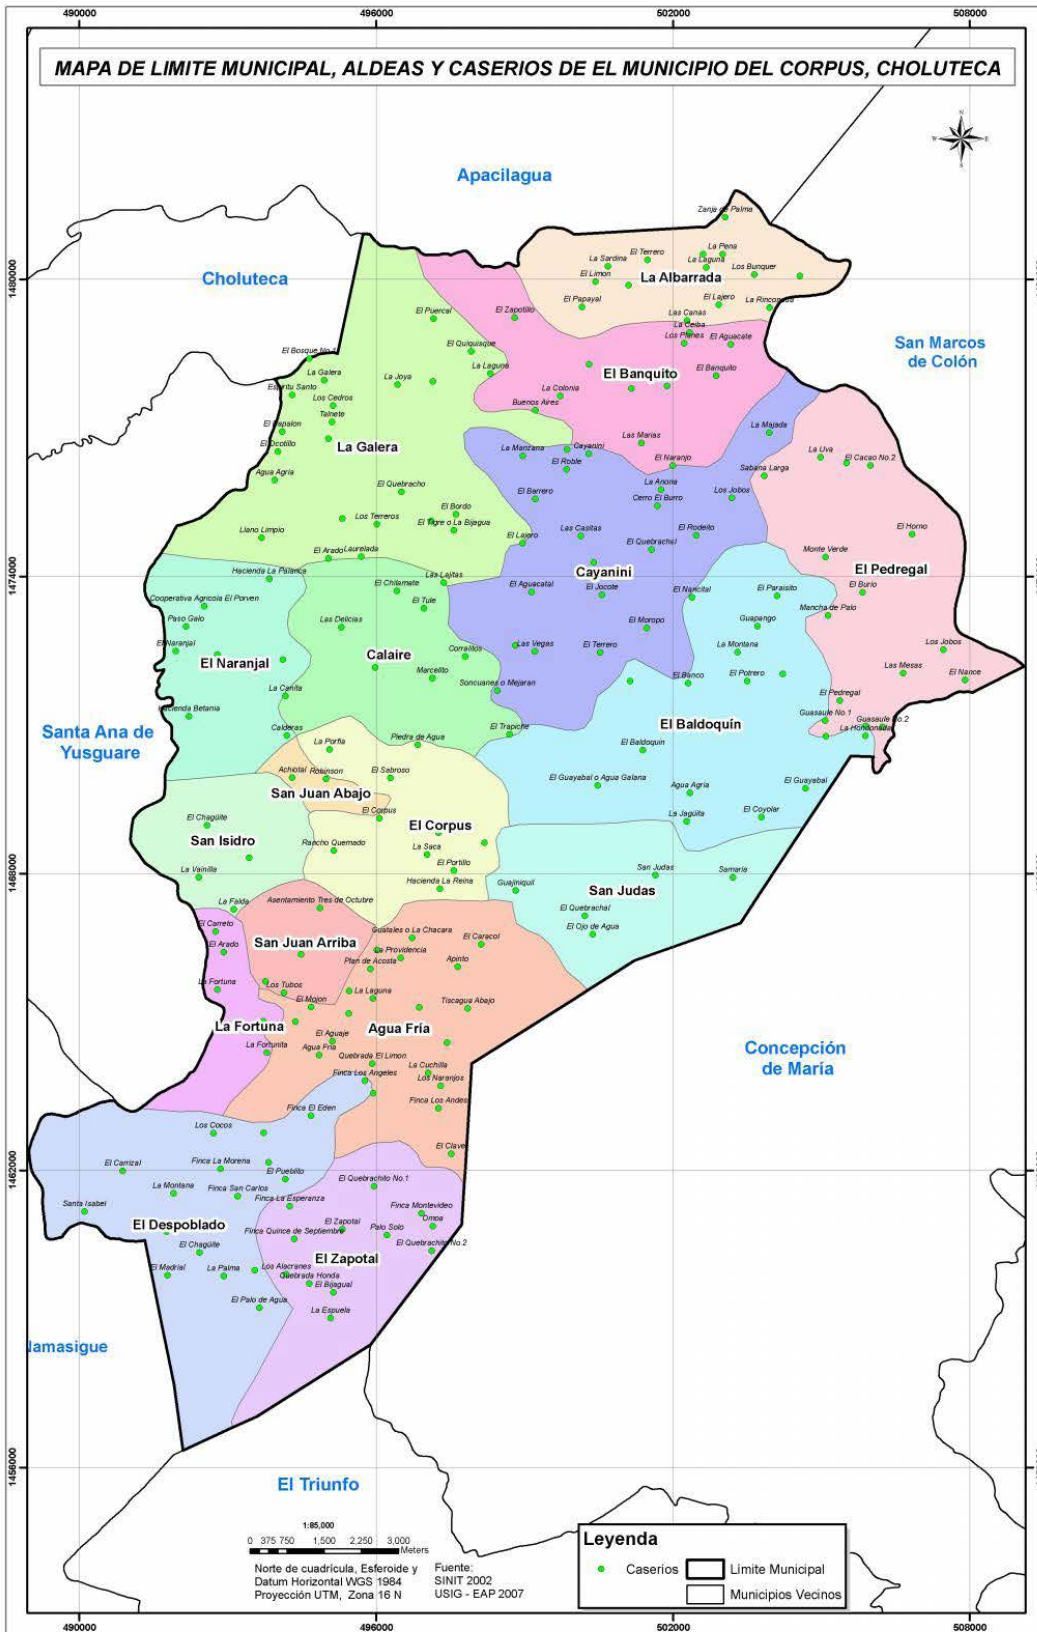 490000
496000
502000
508000
MAPA DE LIMITE MUNICIPAL, ALDEAS Y CASERIOS DE EL MUNICIPIO DEL CORPUS, CHOLUTECA
N
W
E
S
Apacilagua
Choluteca
San Marcos
de Colón
Zanja de Palma
La Pena
El Terrero
La Sardina
La Laguna
Los Bunquer
El Limon
La Albarrada
1480000
El Papayal
El Lajero
Las Canas
La Ceiba
Los Planes
El Aguacate
El Puercal
El Zapotillo
El Quiquisque
El Bosque No.1
La Laguna
La Galera
La Joya
Espiritu Santo
Los Cedros
Talnete
El Banquito
El Banquito
La Colonia
Buenos Aires
El Ocotillo
La Galera
Las Marias
La Majada
La Manzana
Cayanini
El Roble
El Naranjo
La Uva
El Cacao No.2
Sabana Larga
Agua Agria
El Quebracho
El Barrero
La Anona
Cerro El Burro
Los Jobos
El Bordo
Los Terreros
El Tigre o La Bijagua
Llano Limpio
El Lajero
Las Casitas
El Rodeito
El Quebrachal
El Horno
El Arado
Laurelada
Monte Verde
El Pedregal
1474000
Cayanini
Hacienda La Palanca
El Chilamate
Las Lajitas
El Aguacatal
El Jocote
El Nancital
El Paraisito
El Burio
Cooperativa Agricola El Porven
El Tule
Mancha de Palo
Paso Galo
Las Delicias
El Moropo
Guapango
El Naranjal
El Naranjal
Calaire
Corralitos
Las Vegas
El Terrero
La Montana
Los Jobos
Marcelito
Soncuanes o Mejaran
El Banco
El Potrero
Las Mesas
El Nance
La Canita
Hacienda Betania
El Pedregal
El Baldoquín
Guasaule No.1
Guasaule No.2
La Hondonada
Santa Ana de
Yusguare
Calderas
Piedra de Agua
El Trapiche
La Porfia
El Baldoquin
Achiotal
Robinson
El Sabroso
El Guayabal o Agua Galana
Agua Agria
El Guayabal
San Juan Abajo
El Chagüite
El Corpus
El Corpus
La Jagüita
El Coyolar
San Isidro
Rancho Quemado
La Saca
El Portillo
1468000
La Vainilla
Hacienda La Reina
Guajiniquil
San Judas
Samaria
San Judas
La Falda
Asentamiento Tres de Octubre
El Quebrachal
El Ojo de Agua
El Carreto
Guatales o La Chacara
El Arado
San Juan Arriba
La Providencia
El Caracol
Plan de Acosta
Apinto
La Fortuna
Los Tubos
La Laguna
El Mojon
Tiscagua Abajo
La Fortuna
Agua Fría
El Aguaje
La Fortunita
Agua Fria
Quebrada El Limon
Finca Los Angeles
La Cuchilla
Los Naranjos
Concepción
de María
Finca El Eden
Finca Los Andes
Los Cocos
El Clavel
1462000
El Carrizal
Finca La Morena
El Pueblito
El Quebrachito No.1
La Montana
Finca San Carlos
Finca La Esperanza
Finca Montevideo
Santa Isabel
El Despoblado
El Zapotal
Omoa
Finca Quince de Septiembre
Palo Solo
El Quebrachito No.2
El Chagüite
El Zapotal
El Madrial
La Palma
Los Alacranes
Quebrada Honda
El Bijagual
El Palo de Agua
La Espuela
Namasigue
1456000
El Triunfo
1:85,000
0 375 750 1,500 2,250 3,000
Meters
Norte de cuadrícula, Esferoide y
Datum Horizontal WGS 1984
Proyección UTM, Zona 16 N
Fuente:
SINIT 2002
USIG - EAP 2007
Leyenda
Caserios
Limite Municipal
Municipios Vecinos
490000
496000
502000
508000